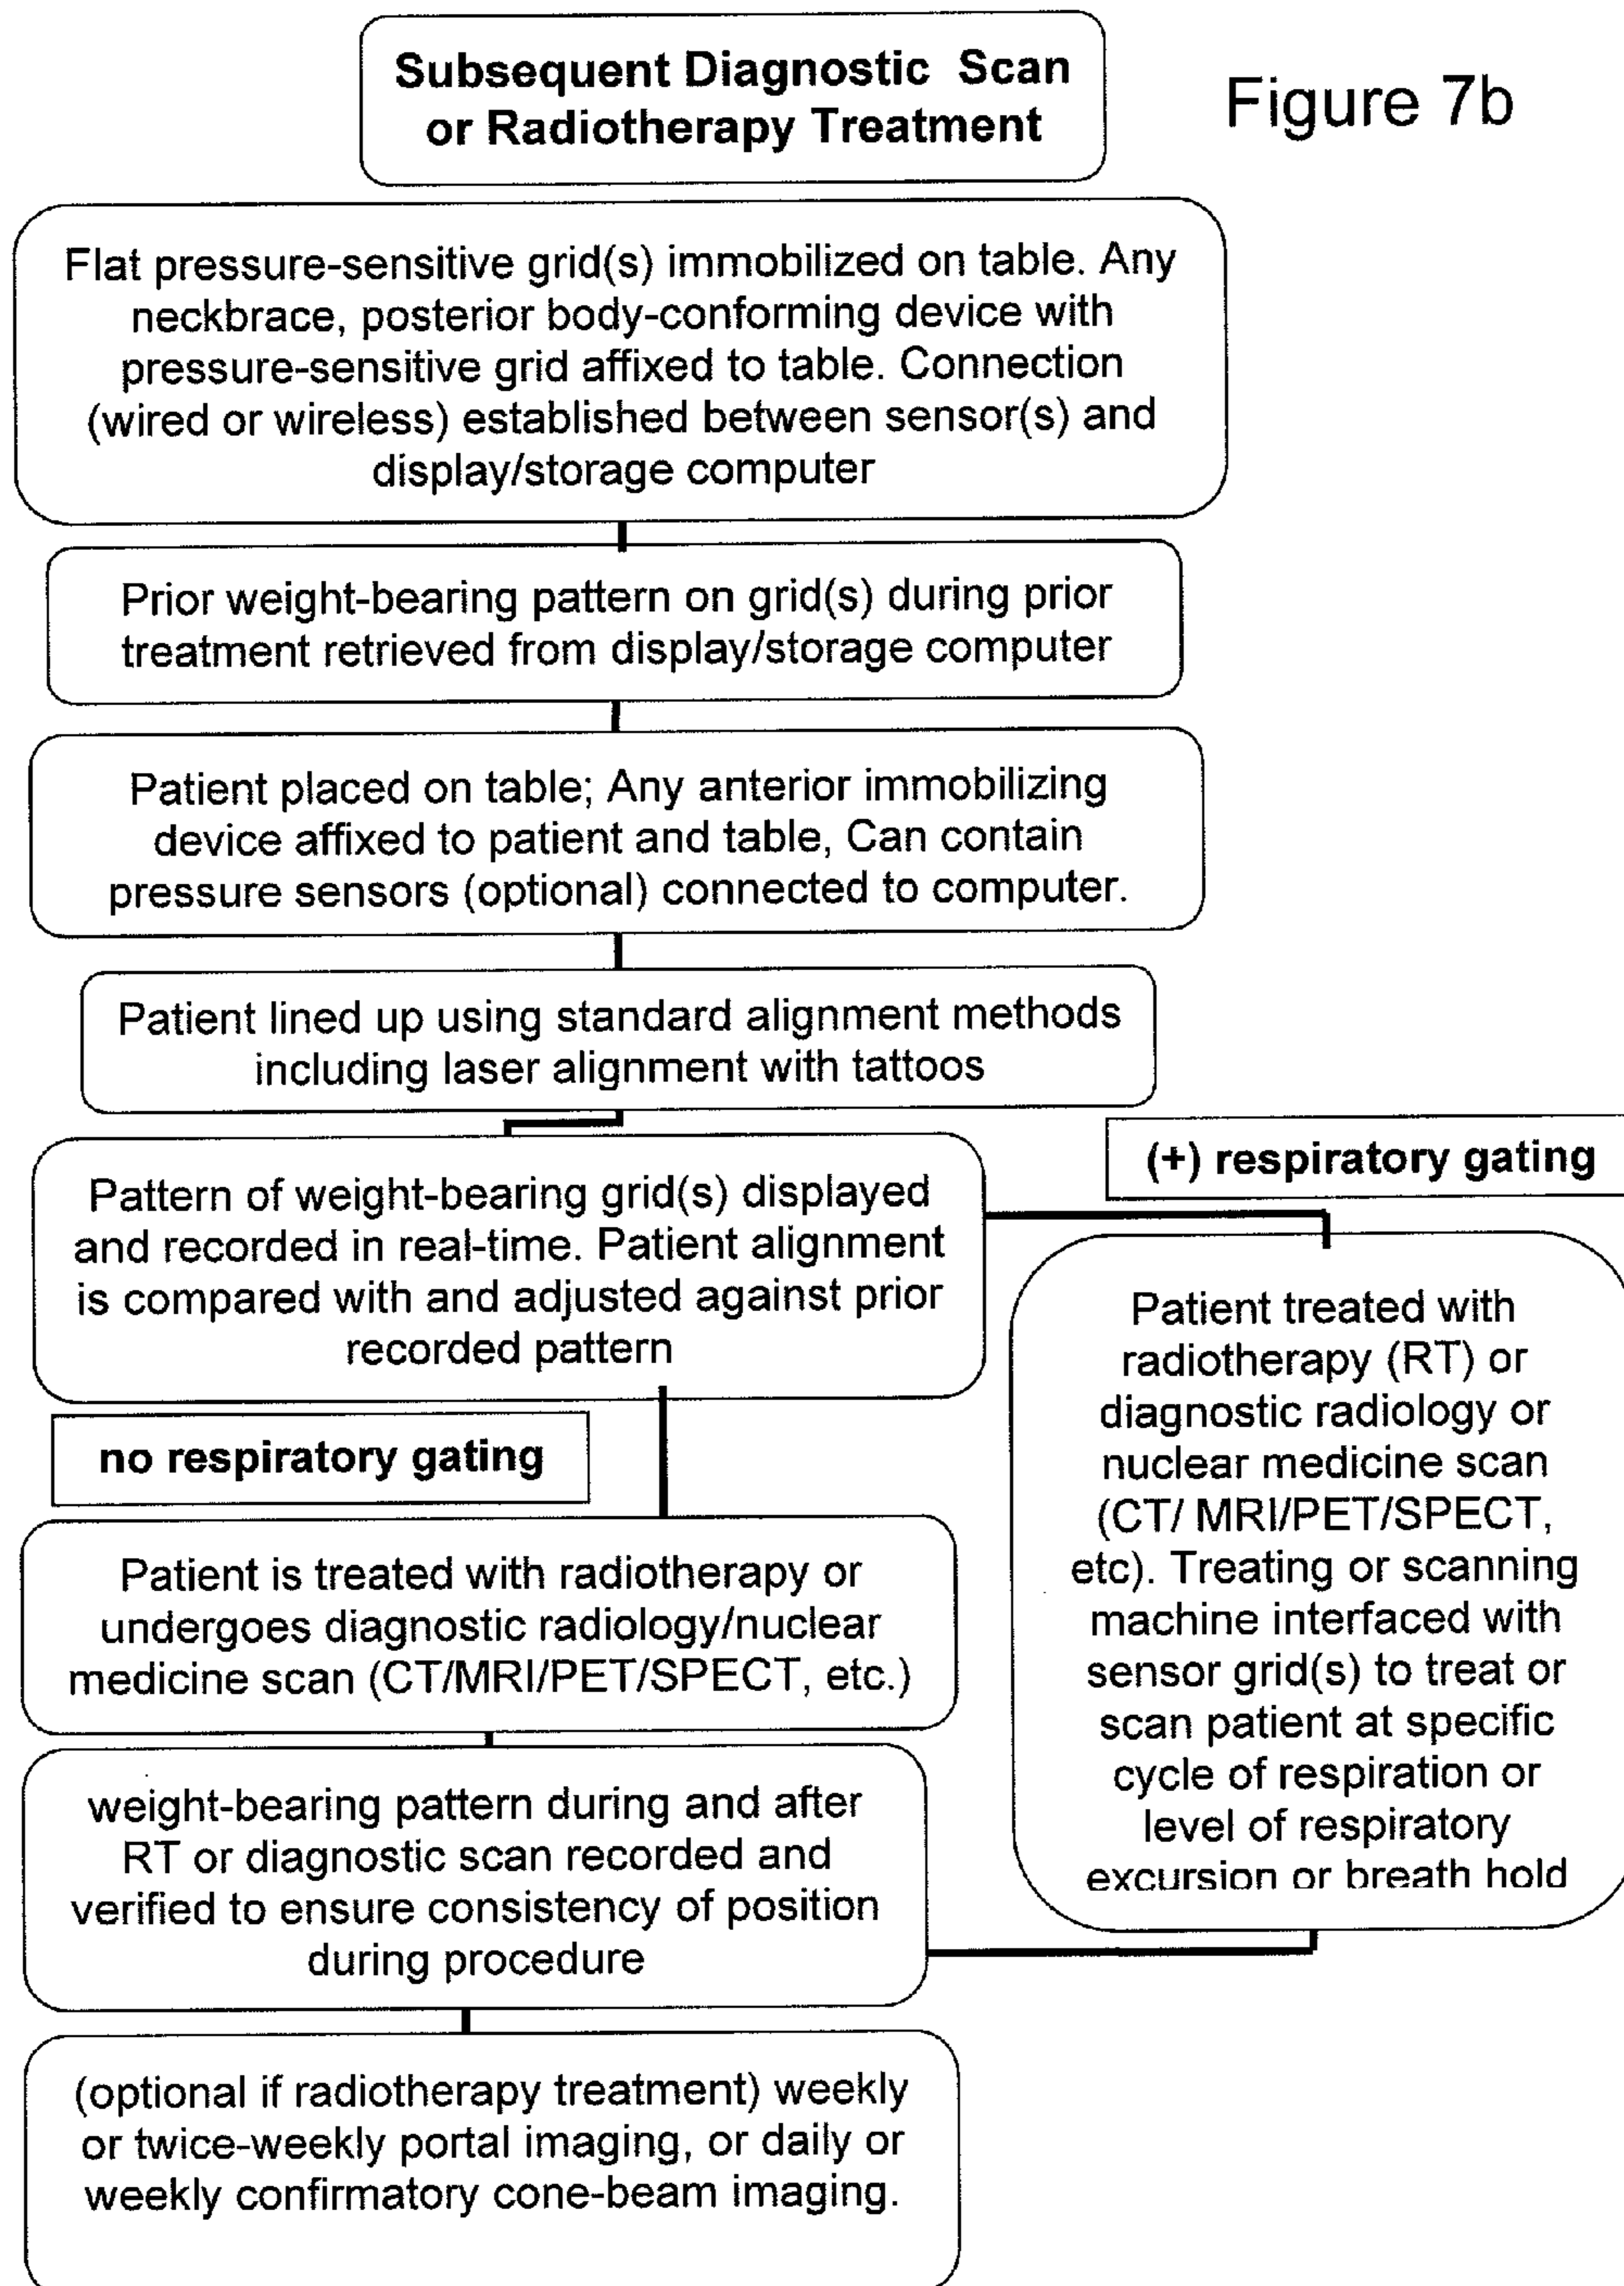 Subsequent Diagnostic Scan
or Radiotherapy Treatment
Figure 7b
Flat pressure-sensitive grid(s) immobilized on table. Any
neckbrace, posterior body-conforming device with
pressure-sensitive grid affixed to table. Connection
(wired or wireless) established between sensor(s) and
display/storage computer
Prior weight-bearing pattern on grid(s) during prior
treatment retrieved from display/storage computer
Patient placed on table; Any anterior immobilizing
device affixed to patient and table, Can contain
pressure sensors (optional) connected to computer.
Patient lined up using standard alignment methods
including laser alignment with tattoos
Pattern of weight-bearing grid(s) displayed
and recorded in real-time. Patient alignment
is compared with and adjusted against prior
recorded pattern
(+) respiratory gating
Patient treated with
radiotherapy (RT) or
diagnostic radiology or
nuclear medicine scan
(CT/ MRI/PET/SPECT,
etc). Treating or scanning
machine interfaced with
sensor grid(s) to treat or
scan patient at specific
cycle of respiration or
level of respiratory
excursion or breath hold
no respiratory gating
Patient is treated with radiotherapy or
undergoes diagnostic radiology/nuclear
medicine scan (CT/MRI/PET/SPECT, etc.)
weight-bearing pattern during and after
RT or diagnostic scan recorded and
verified to ensure consistency of position
during procedure
(optional if radiotherapy treatment) weekly
or twice-weekly portal imaging, or daily or
weekly confirmatory cone-beam imaging.